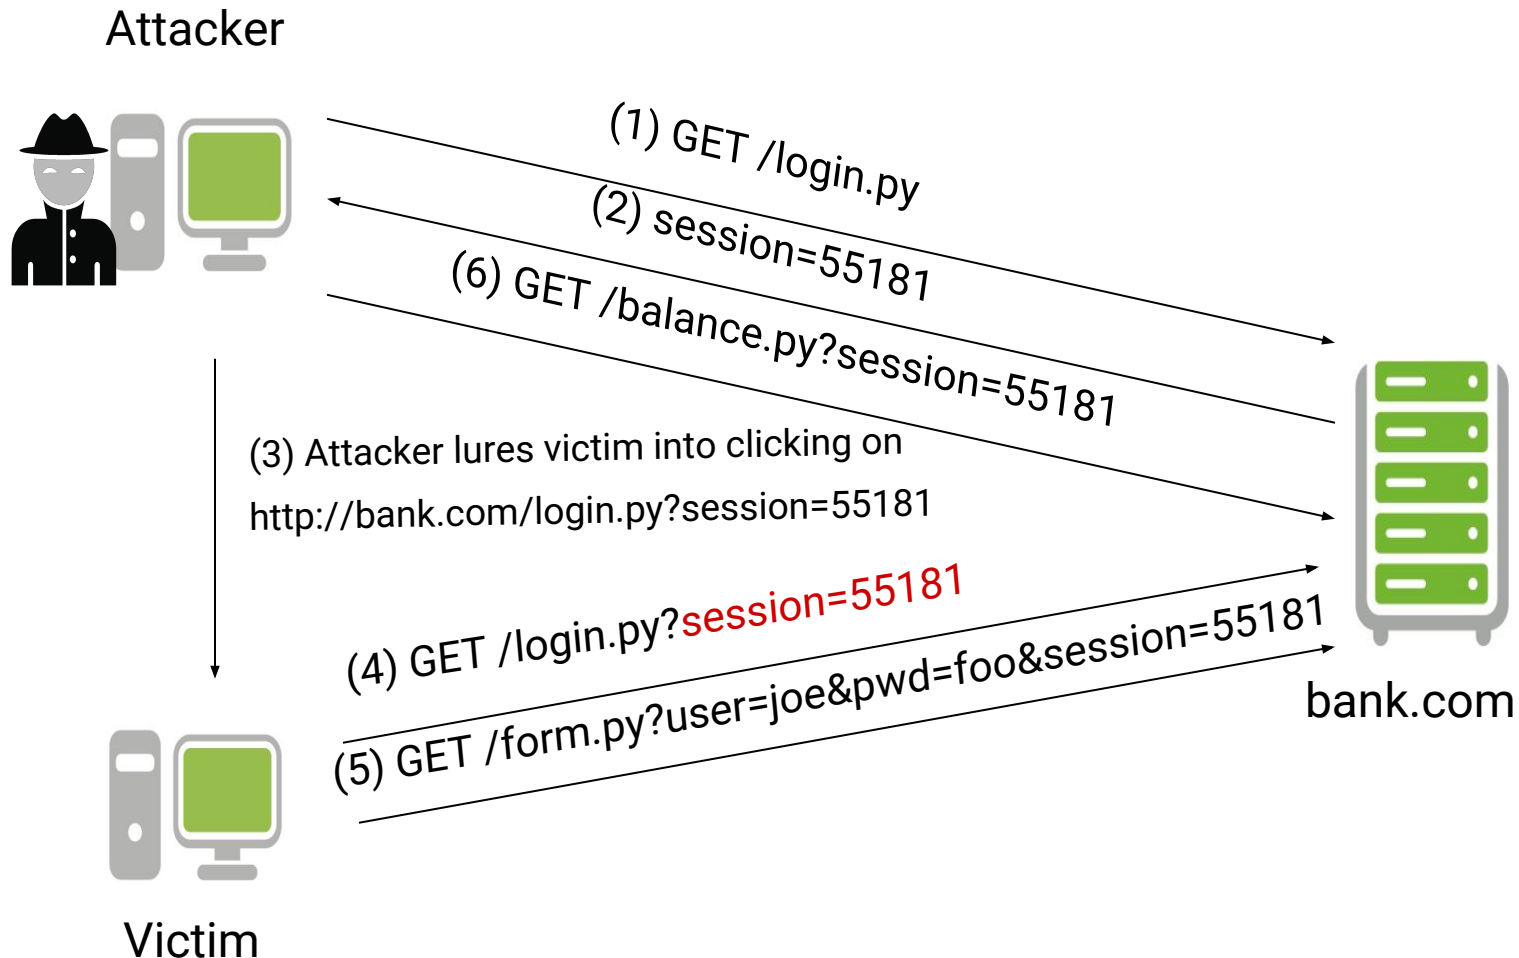 Attacker
(1) GET /login.py
(2) session=55181
(6) GET /balance.py?session=55181
(3) Attacker lures victim into clicking on
http://bank.com/login.py?session=55181
(4) GET /login.py?session=55181
(5) GET /form.py?user=joe&pwd=foo&session=55181
bank.com
Victim